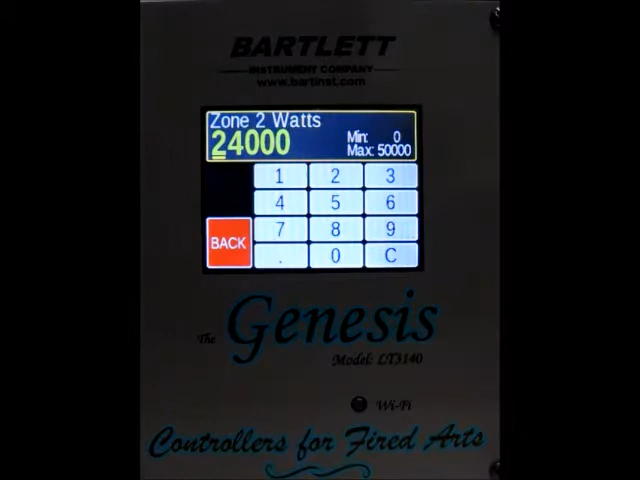 BARTLETT
INSTRUMENT COMPANY
www.bartinst.com
Zone 2 Watts
24000
Min: 0
Max: 50000
1 2 3
4 5 6
7 8 9
BACK
. 0 C
The Genesis
Model: LT3140
Wi-Fi
Controllers for Fired Arts